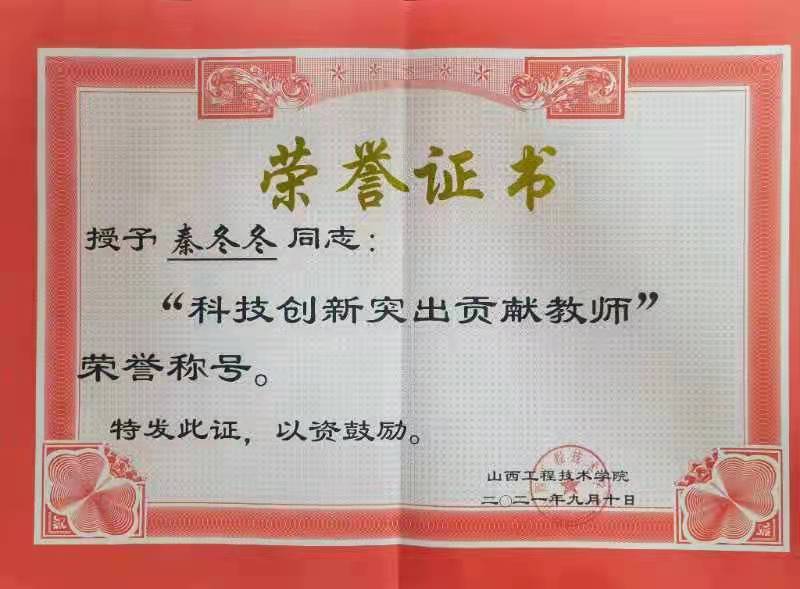 荣誉证书
授予 秦冬冬 同志：
“科技创新突出贡献教师”
荣誉称号。
特发此证，以资鼓励。
山西工程技术学院
二〇二一年九月十日